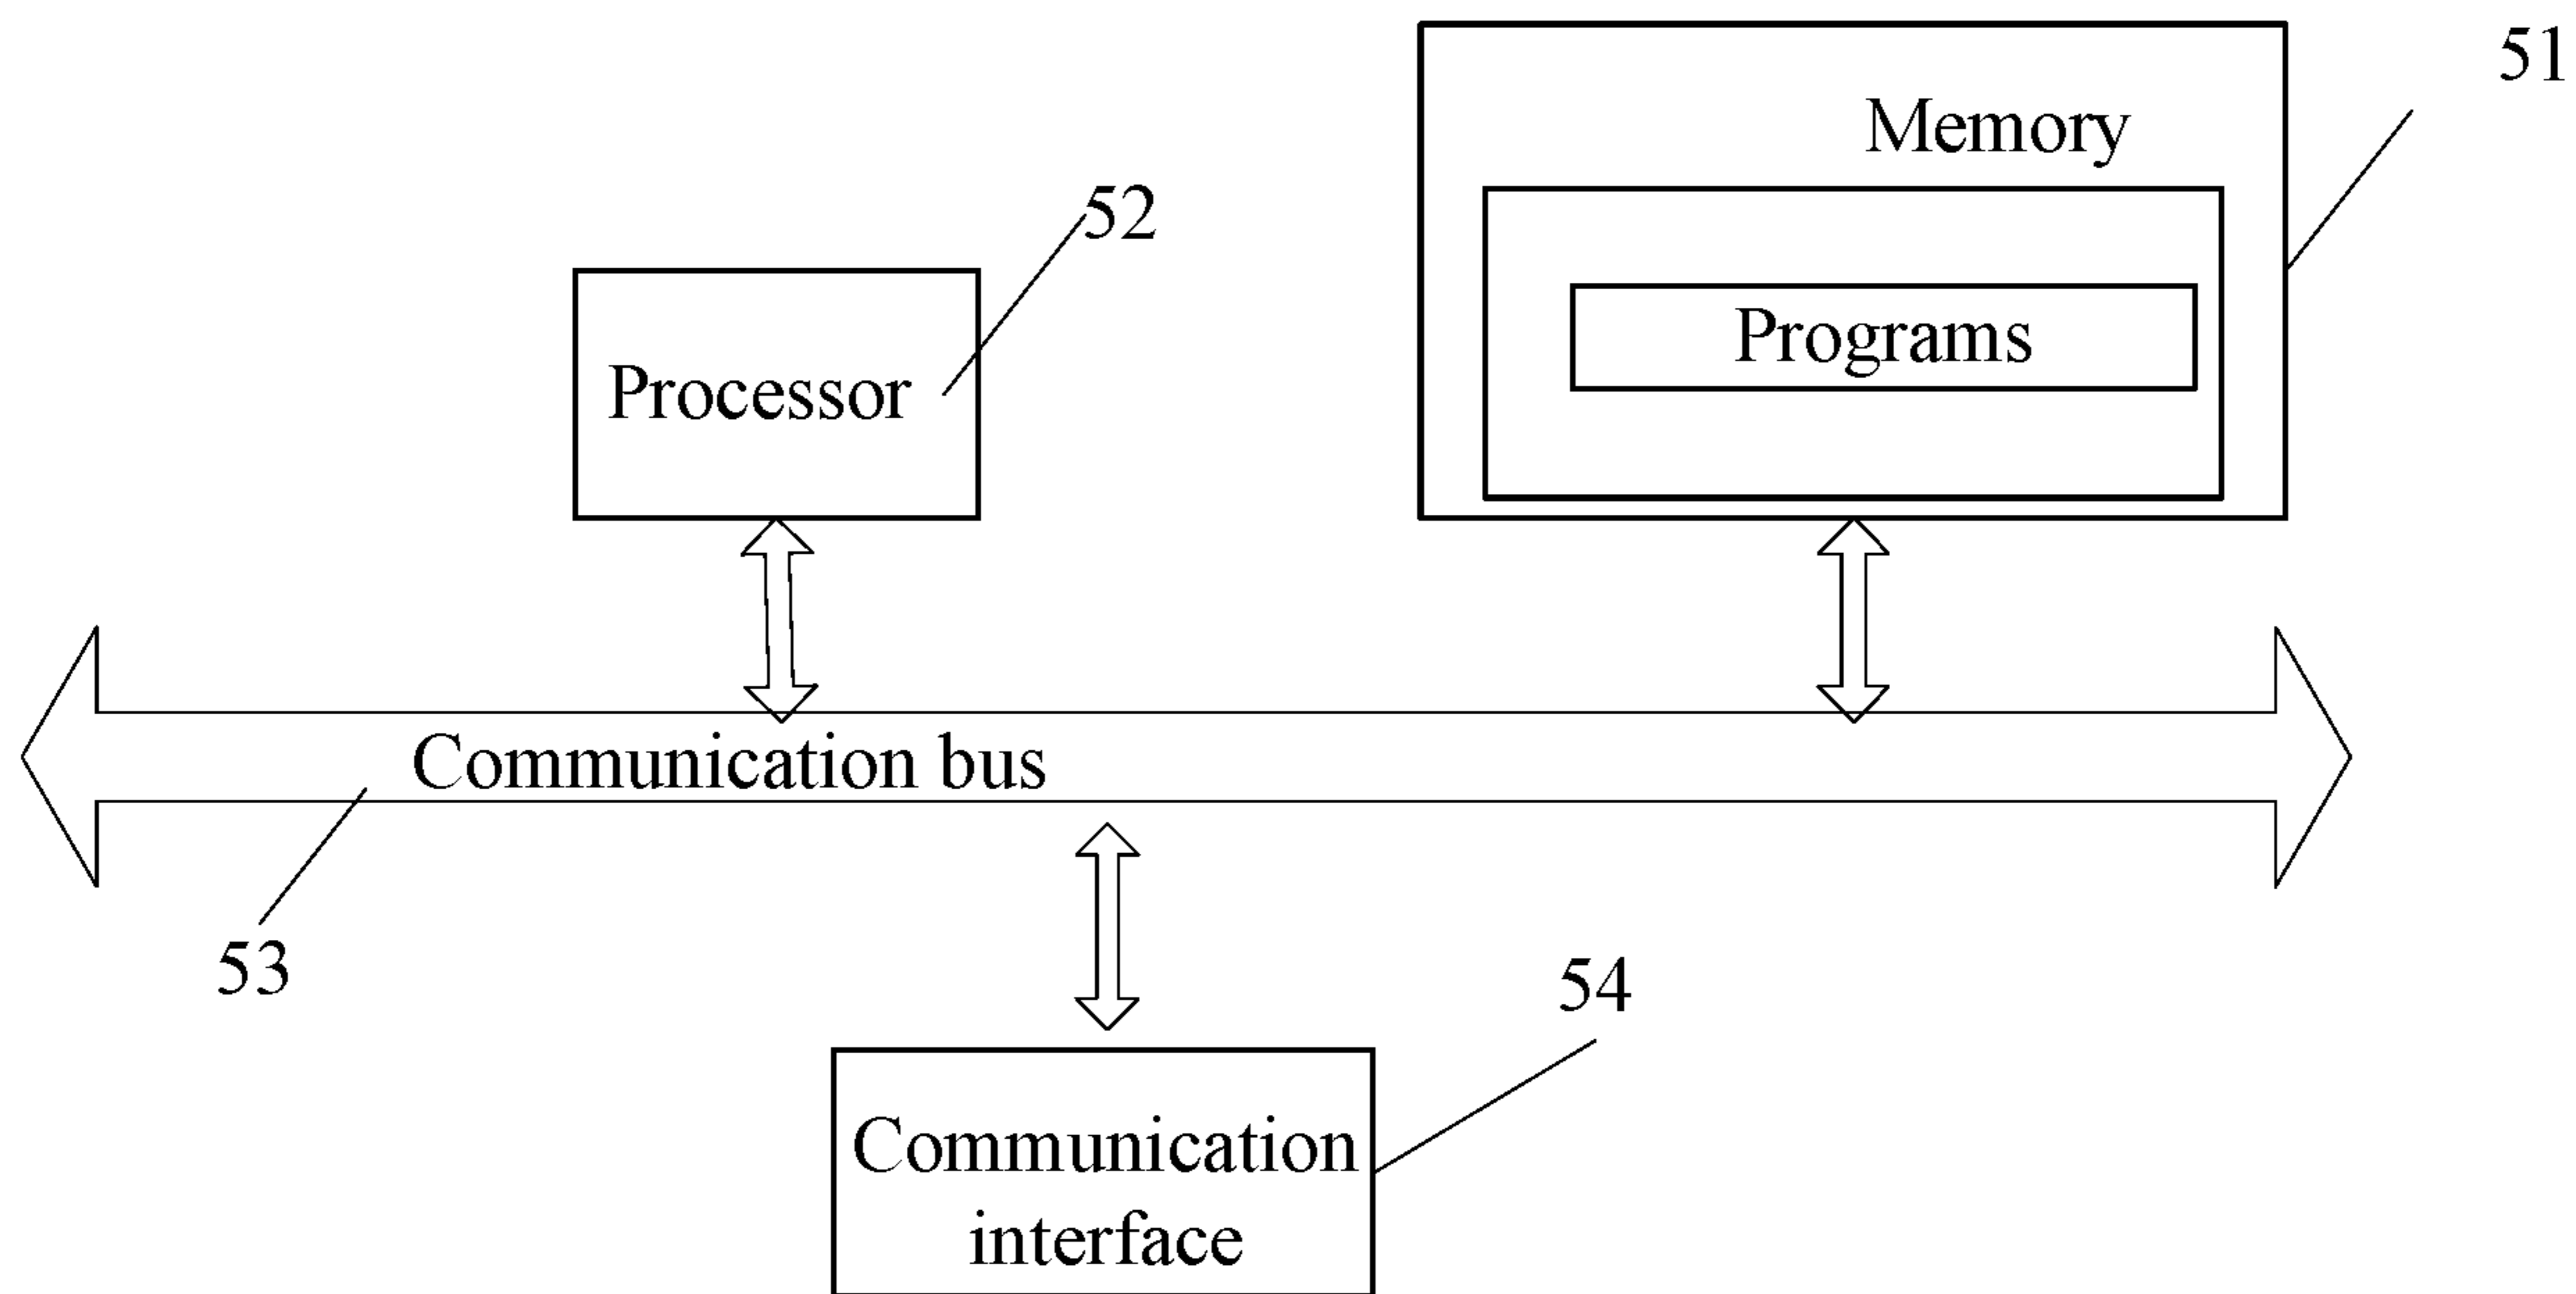 51
Memory
52
Programs
Processor
Communication bus
53
54
Communication
interface